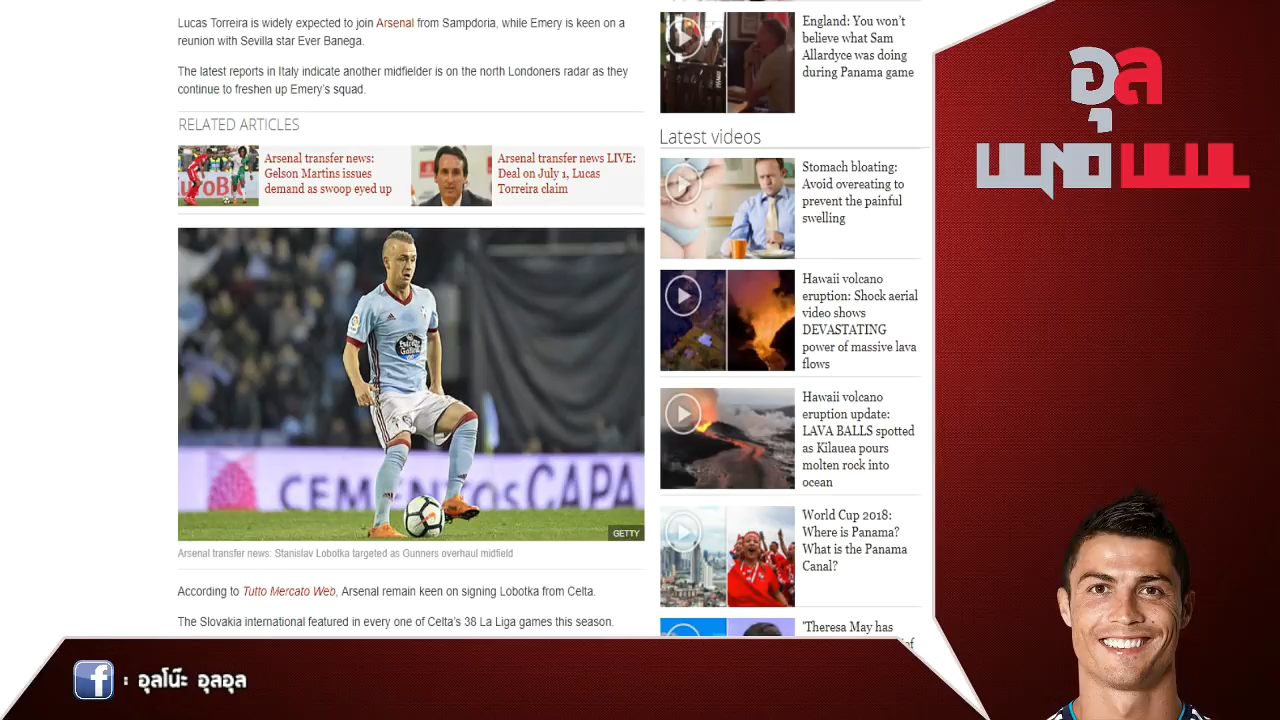 Lucas Torreira is widely expected to join Arsenal from Sampdoria, while Emery is keen on a
reunion with Sevilla star Ever Banega.
The latest reports in Italy indicate another midfielder is on the north Londoners radar as they
continue to freshen up Emery's squad.
RELATED ARTICLES
Arsenal transfer news:
Gelson Martins issues
demand as swoop eyed up
Arsenal transfer news LIVE:
Deal on July 1, Lucas
Torreira claim
Estrella
Galicia
CEMENTOS CAPA
GETTY
Arsenal transfer news: Stanislav Lobotka targeted as Gunners overhaul midfield
According to Tutto Mercato Web, Arsenal remain keen on signing Lobotka from Celta.
The Slovakia international featured in every one of Celta's 38 La Liga games this season.
England: You won't
believe what Sam
Allardyce was doing
during Panama game
Latest videos
Stomach bloating:
Avoid overeating to
prevent the painful
swelling
Hawaii volcano
eruption: Shock aerial
video shows
DEVASTATING
power of massive lava
flows
Hawaii volcano
eruption update:
LAVA BALLS spotted
as Kilauea pours
molten rock into
ocean
World Cup 2018:
Where is Panama?
What is the Panama
Canal?
'Theresa May has
อุล
f : อุลโน๊ะ อุลอุล